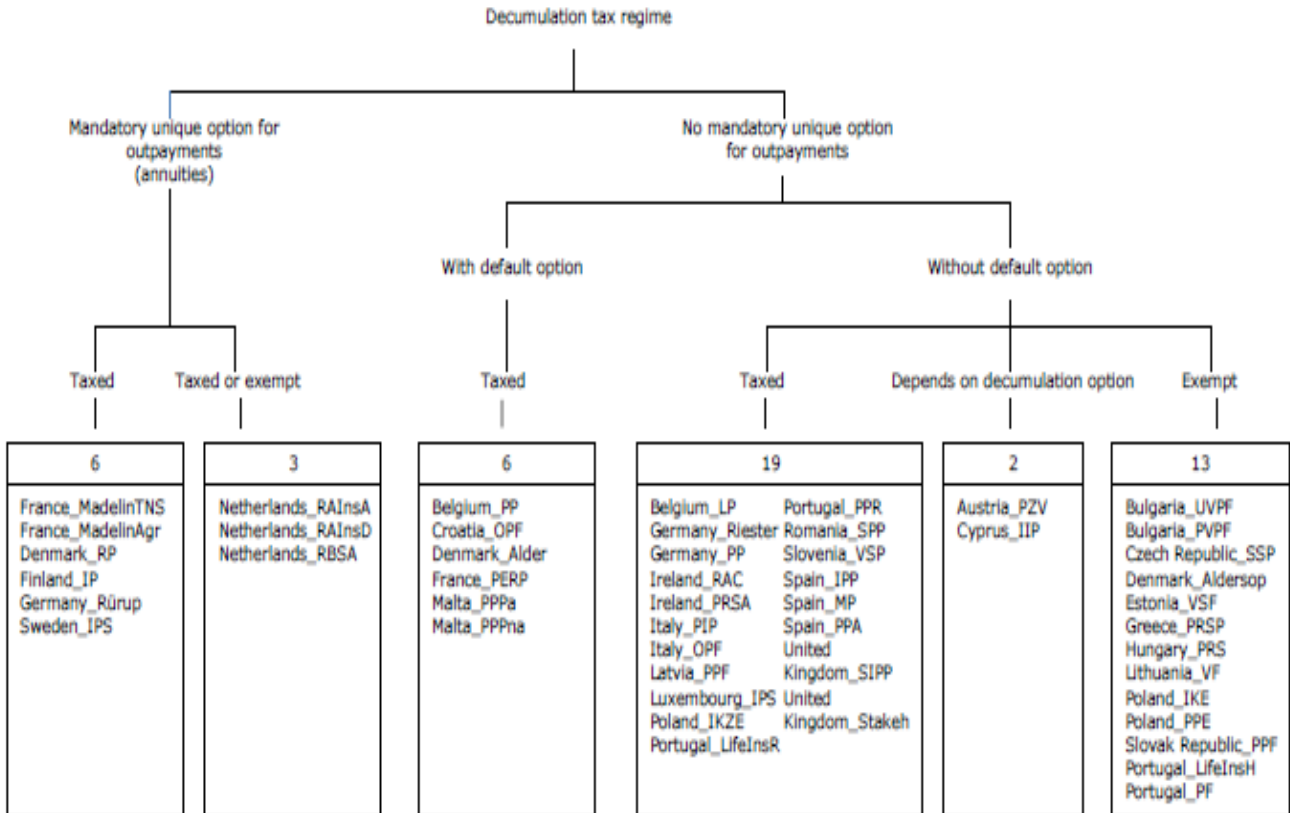 Decumulation tax regime
Mandatory unique option for
outpayments
(annuities)
No mandatory unique option
for outpayments
With default option
Without default option
Taxed
Taxed or exempt
Taxed
Taxed
Depends on decumulation option
Exempt
6
France_MadelinTNS
France_MadelinAgr
Denmark_RP
Finland_IP
Germany_Rürup
Sweden_IPS
3
Netherlands_RAInsA
Netherlands_RAInsD
Netherlands_RBSA
6
Belgium_PP
Croatia_OPF
Denmark_Alder
France_PERP
Malta_PPPa
Malta_PPPna
19
Belgium_LP
Germany_Riester
Germany_PP
Ireland_RAC
Ireland_PRSA
Italy_PIP
Italy_OPF
Latvia_PPF
Luxembourg_IPS
Poland_IKZE
Portugal_LifeInsR
Portugal_PPR
Romania_SPP
Slovenia_VSP
Spain_IPP
Spain_MP
Spain_PPA
United
Kingdom_SIPP
United
Kingdom_Stakeh
2
Austria_PZV
Cyprus_IIP
13
Bulgaria_UVPF
Bulgaria_PVPF
Czech Republic_SSP
Denmark_Aldersop
Estonia_VSF
Greece_PRSP
Hungary_PRS
Lithuania_VF
Poland_IKE
Poland_PPE
Slovak Republic_PPF
Portugal_LifeInsH
Portugal_PF